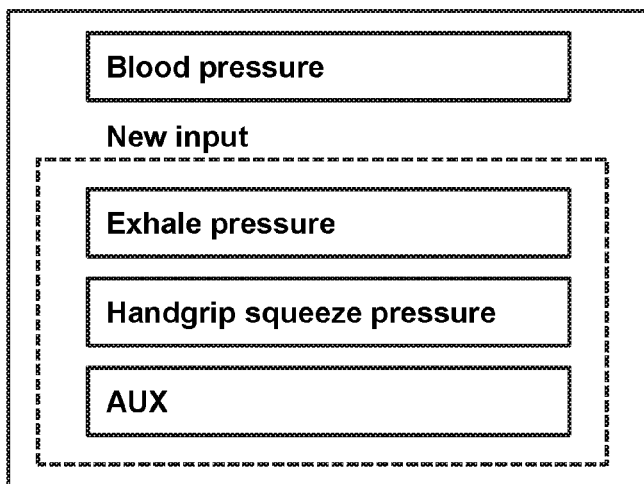 Blood pressure
New input
Exhale pressure
Handgrip squeeze pressure
AUX